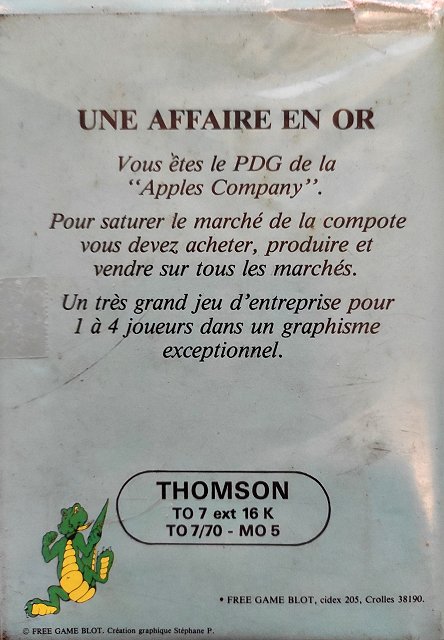 UNE AFFAIRE EN OR
Vous êtes le PDG de la
"Apples Company".
Pour saturer le marché de la compote
vous devez acheter, produire et
vendre sur tous les marchés.
Un très grand jeu d'entreprise pour
1 à 4 joueurs dans un graphisme
exceptionnel.
THOMSON
TO 7 ext 16 K
TO 7/70 - MO 5
• FREE GAME BLOT, cidex 205, Crolles 38190.
© FREE GAME BLOT. Création graphique Stéphane P.